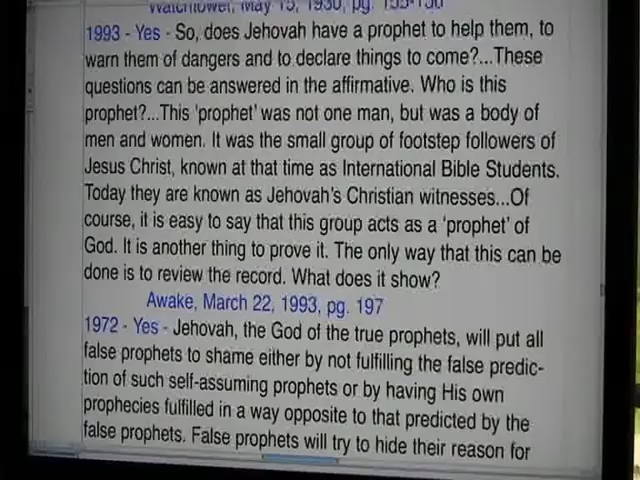 Watchtower, May 15, 1930, pg. 153-156
1993 - Yes - So, does Jehovah have a prophet to help them, to
warn them of dangers and to declare things to come?...These
questions can be answered in the affirmative. Who is this
prophet?...This 'prophet' was not one man, but was a body of
men and women. It was the small group of footstep followers of
Jesus Christ, known at that time as International Bible Students.
Today they are known as Jehovah's Christian witnesses...Of
course, it is easy to say that this group acts as a 'prophet' of
God. It is another thing to prove it. The only way that this can be
done is to review the record. What does it show?
Awake, March 22, 1993, pg. 197
1972 - Yes - Jehovah, the God of the true prophets, will put all
false prophets to shame either by not fulfilling the false predic-
tion of such self-assuming prophets or by having His own
prophecies fulfilled in a way opposite to that predicted by the
false prophets. False prophets will try to hide their reason for